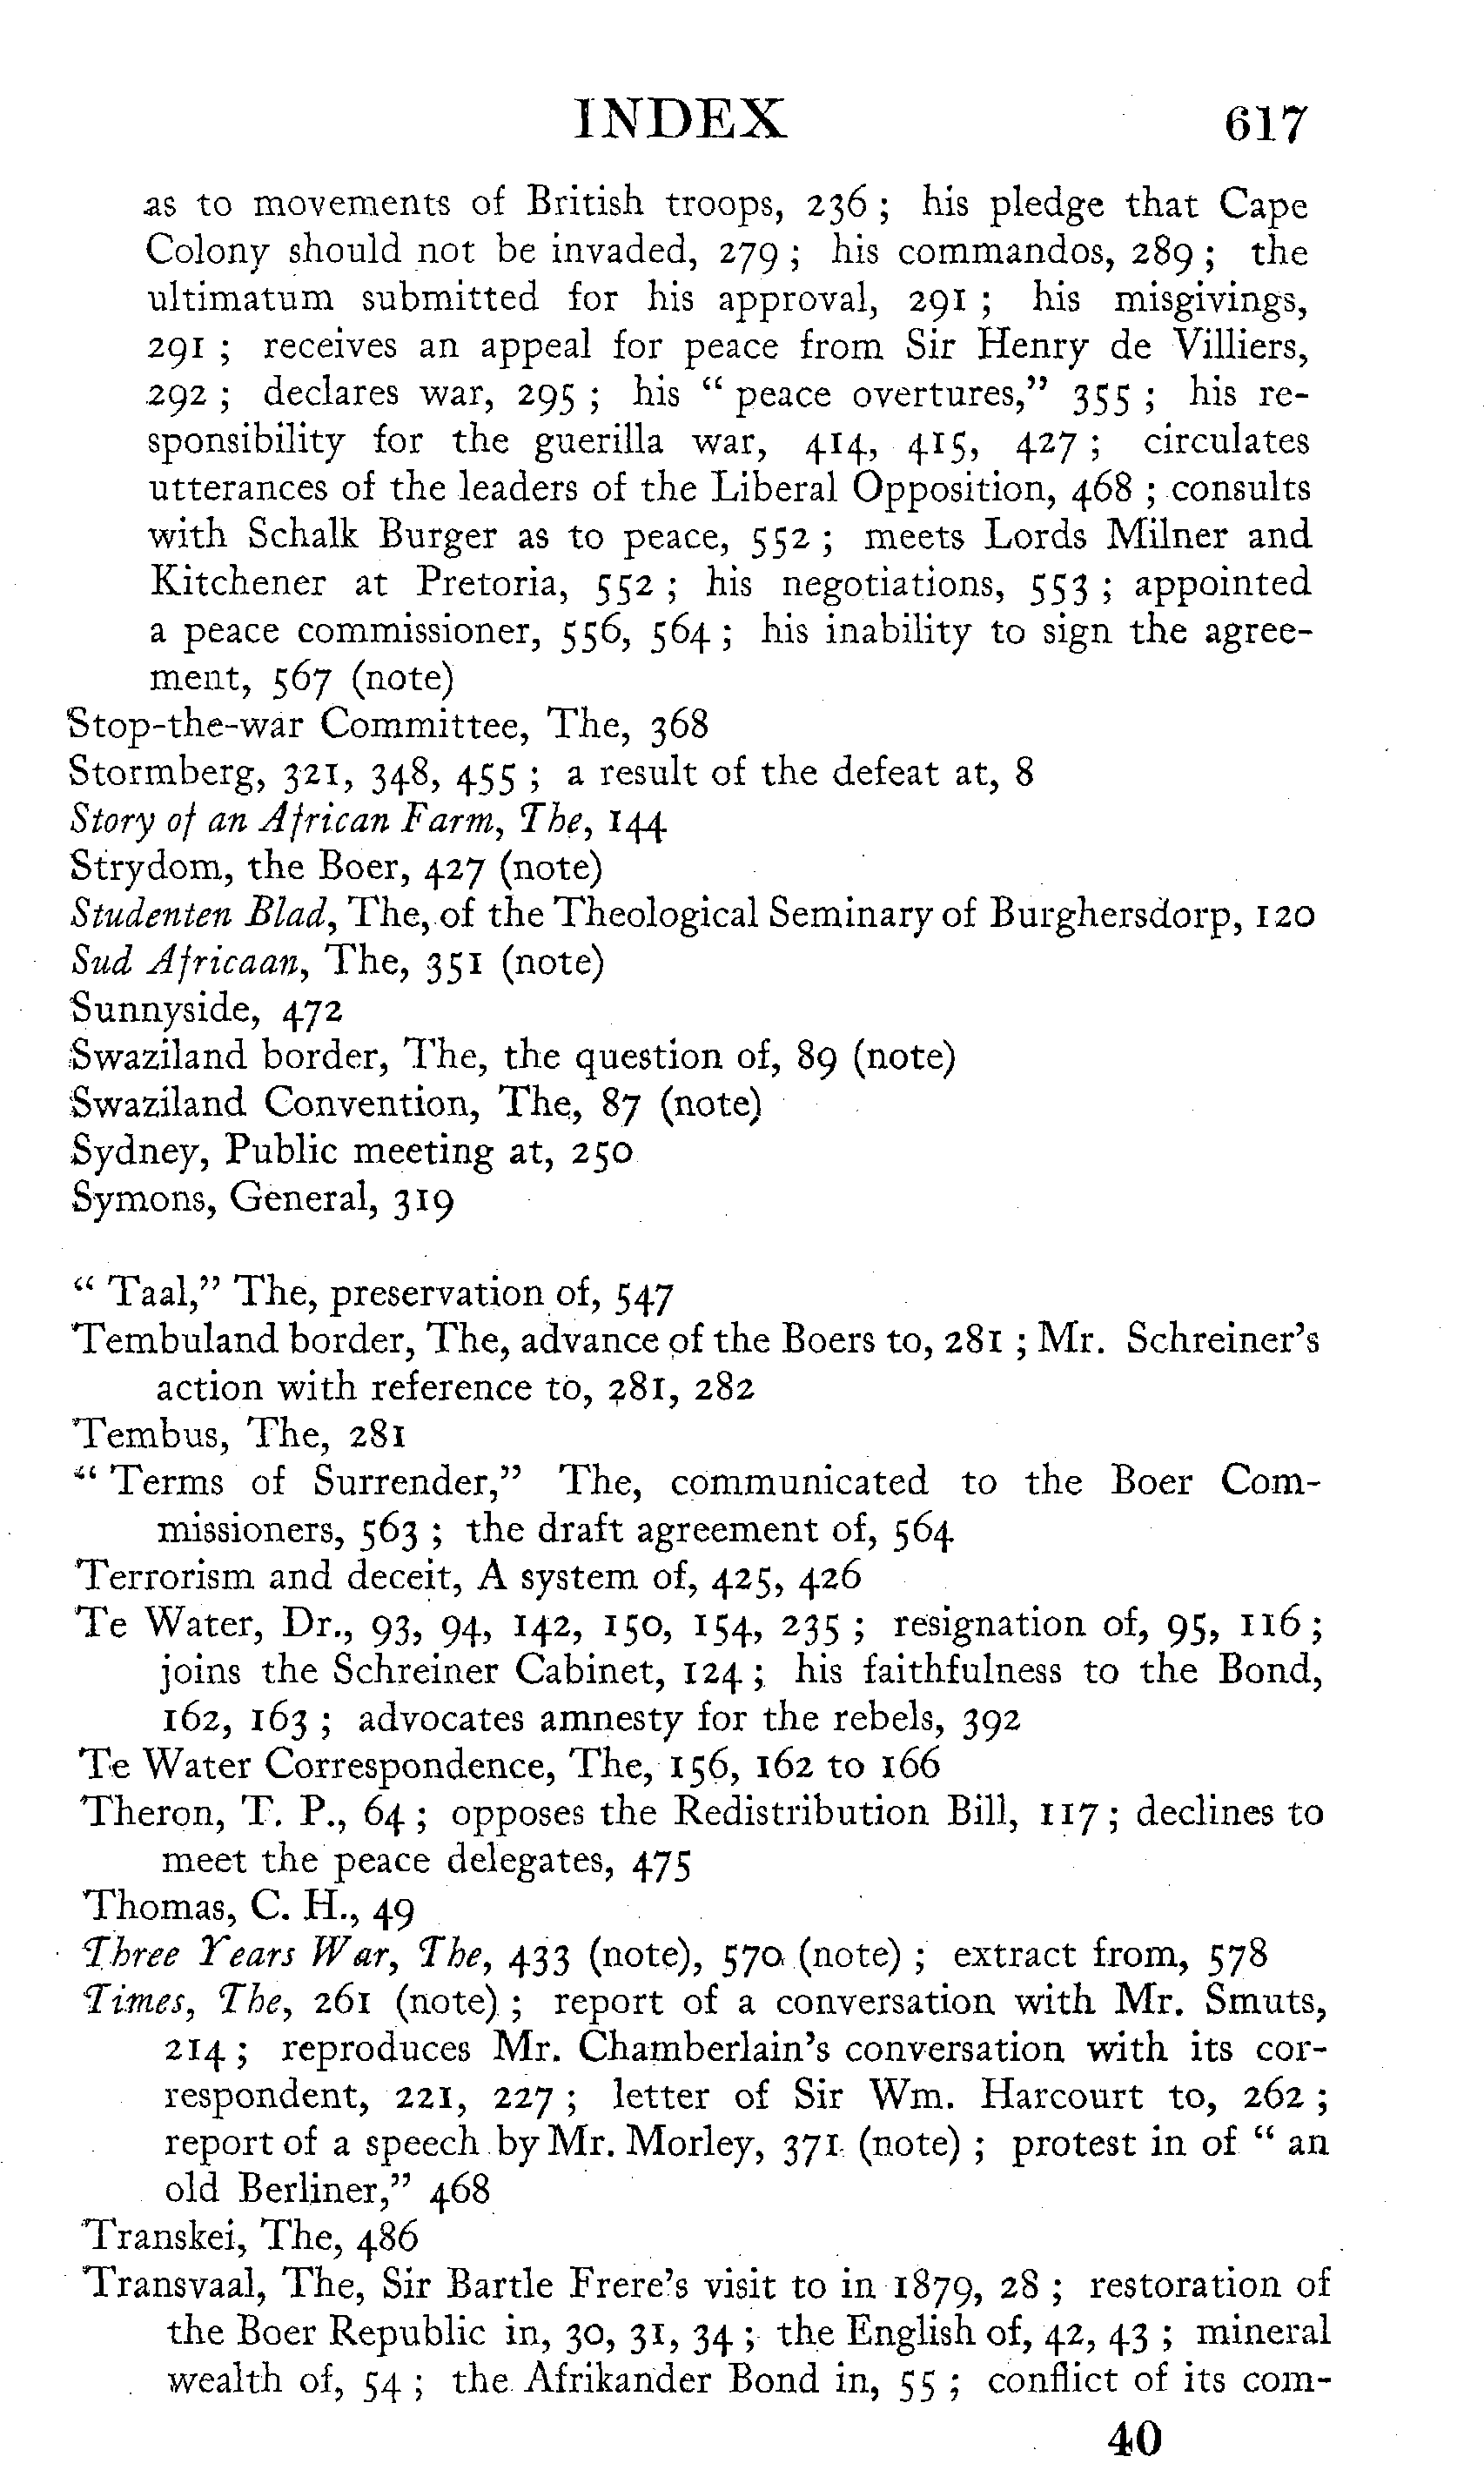 INDEX 617
as to movements of British troops, 236 ; his pledge that Cape
Colony should not be invaded, 279 ; his commandos, 289 ; the
ultimatum submitted for his approval, 291 ; his misgivings,
291 ; receives an appeal for peace from Sir Henry de Villiers,
292 ; declares war, 295 ; his “ peace overtures,” 355 ; his re-
sponsibility for the guerilla war, 414, 415, 427 ; circulates
utterances of the leaders of the Liberal Opposition, 468 ; consults
with Schalk Burger as to peace, 552 ; meets Lords Milner and
Kitchener at Pretoria, 552 ; his negotiations, 553 ; appointed
a peace commissioner, 556, 564 ; his inability to sign the agree-
ment, 567 (note)
Stop-the-war Committee, The, 368
Stormberg, 321, 348, 455 ; a result of the defeat at, 8
Story of an African Farm, The, 144
Strydom, the Boer, 427 (note)
Studenten Blad, The, of the Theological Seminary of Burghersdorp, 120
Sud Africaan, The, 351 (note)
Sunnyside, 472
Swaziland border, The, the question of, 89 (note)
Swaziland Convention, The, 87 (note)
Sydney, Public meeting at, 250
Symons, General, 319
“ Taal,” The, preservation of, 547
Tembuland border, The, advance of the Boers to, 281 ; Mr. Schreiner’s
action with reference to, 281, 282
Tembus, The, 281
“ Terms of Surrender,” The, communicated to the Boer Com-
missioners, 563 ; the draft agreement of, 564
Terrorism and deceit, A system of, 425, 426
Te Water, Dr., 93, 94, 142, 150, 154, 235 ; resignation of, 95, 116 ;
joins the Schreiner Cabinet, 124 ; his faithfulness to the Bond,
162, 163 ; advocates amnesty for the rebels, 392
Te Water Correspondence, The, 156, 162 to 166
Theron, T. P., 64 ; opposes the Redistribution Bill, 117 ; declines to
meet the peace delegates, 475
Thomas, C. H., 49
Three Years War, The, 433 (note), 570 (note) ; extract from, 578
Times, The, 261 (note) ; report of a conversation with Mr. Smuts,
214 ; reproduces Mr. Chamberlain’s conversation with its cor-
respondent, 221, 227 ; letter of Sir Wm. Harcourt to, 262 ;
report of a speech by Mr. Morley, 371 (note) ; protest in of “ an
old Berliner,” 468
Transkei, The, 486
Transvaal, The, Sir Bartle Frere’s visit to in 1879, 28 ; restoration of
the Boer Republic in, 30, 31, 34 ; the English of, 42, 43 ; mineral
wealth of, 54 ; the Afrikander Bond in, 55 ; conflict of its com-
40